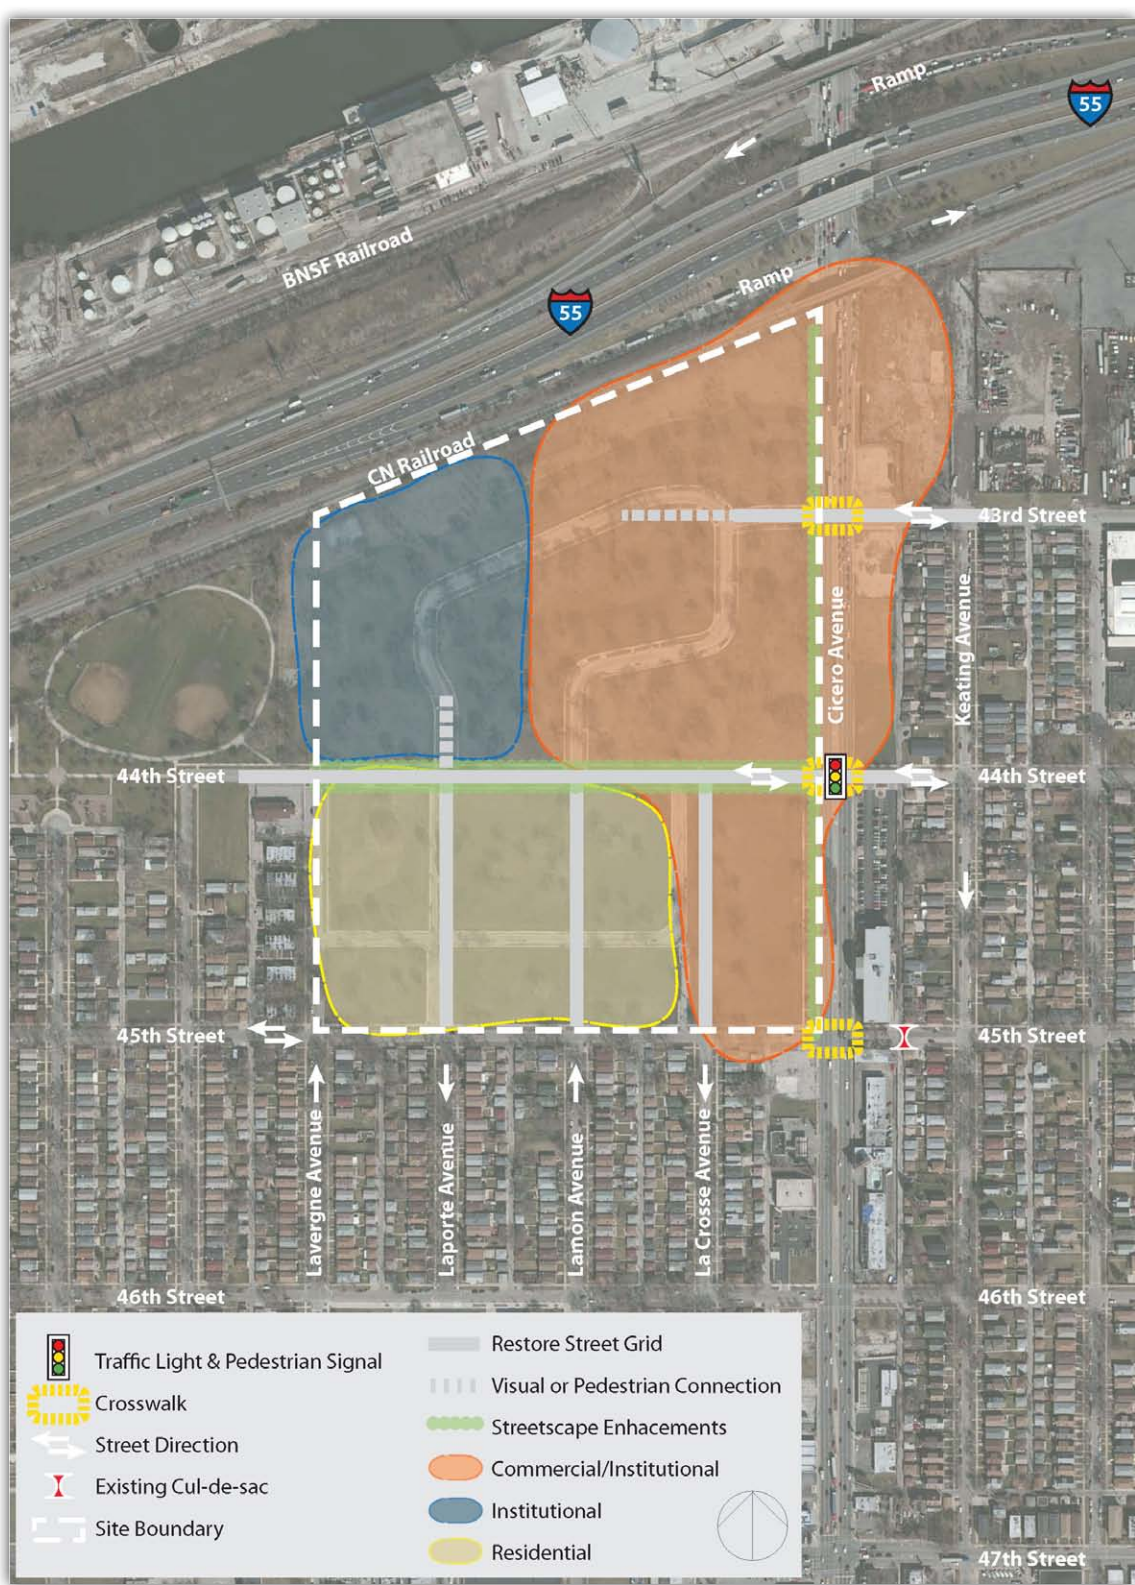 Ramp
55
BNSF Railroad
Ramp
55
CN Railroad
43rd Street
Cicero Avenue
Keating Avenue
44th Street
44th Street
45th Street
45th Street
Lavergne Avenue
Laporte Avenue
Lamon Avenue
La Crosse Avenue
46th Street
46th Street
Traffic Light & Pedestrian Signal
Crosswalk
Street Direction
Existing Cul-de-sac
Site Boundary
Restore Street Grid
Visual or Pedestrian Connection
Streetscape Enhacements
Commercial/Institutional
Institutional
Residential
47th Street